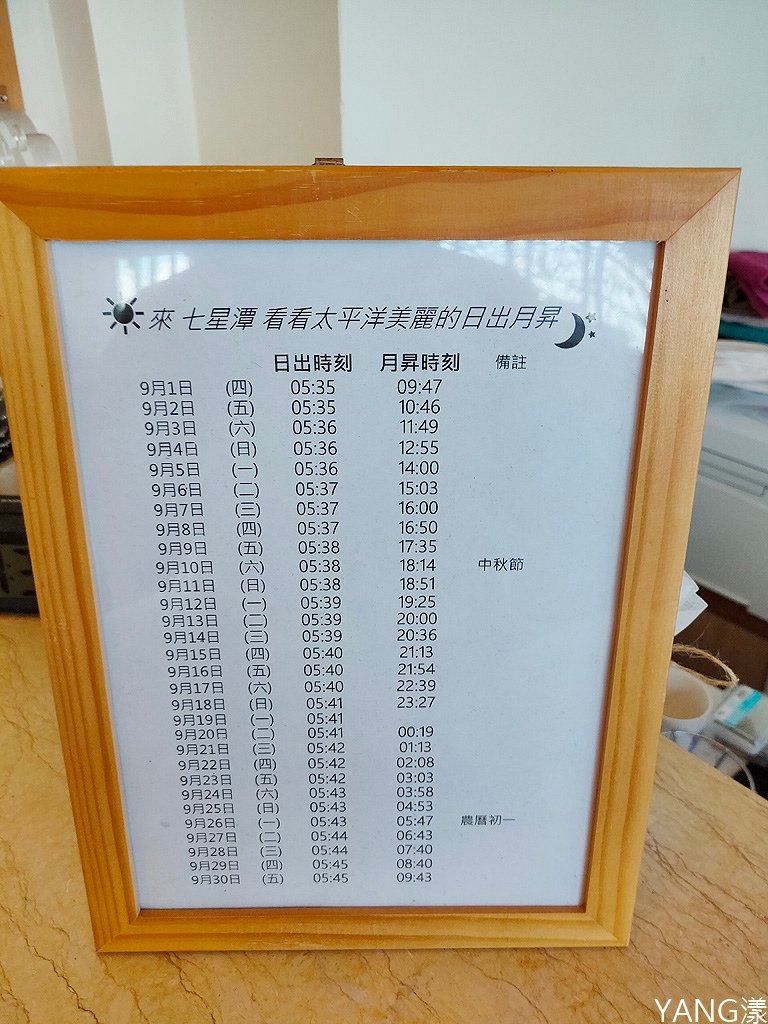 來 七星潭 看看太平洋美麗的日出月昇
日出時刻 月昇時刻 備註
9月1日 (四) 05:35 09:47
9月2日 (五) 05:35 10:46
9月3日 (六) 05:36 11:49
9月4日 (日) 05:36 12:55
9月5日 (一) 05:36 14:00
9月6日 (二) 05:37 15:03
9月7日 (三) 05:37 16:00
9月8日 (四) 05:37 16:50
9月9日 (五) 05:38 17:35
9月10日 (六) 05:38 18:14 中秋節
9月11日 (日) 05:38 18:51
9月12日 (一) 05:39 19:25
9月13日 (二) 05:39 20:00
9月14日 (三) 05:39 20:36
9月15日 (四) 05:40 21:13
9月16日 (五) 05:40 21:54
9月17日 (六) 05:40 22:39
9月18日 (日) 05:41 23:27
9月19日 (一) 05:41
9月20日 (二) 05:41 00:19
9月21日 (三) 05:42 01:13
9月22日 (四) 05:42 02:08
9月23日 (五) 05:42 03:03
9月24日 (六) 05:43 03:58
9月25日 (日) 05:43 04:53
9月26日 (一) 05:43 05:47 農曆初一
9月27日 (二) 05:44 06:43
9月28日 (三) 05:44 07:40
9月29日 (四) 05:45 08:40
9月30日 (五) 05:45 09:43
YANG漾